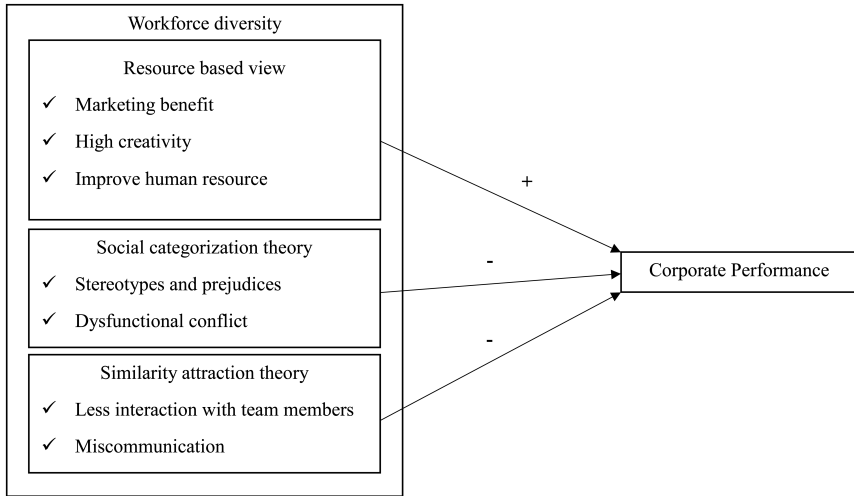 Workforce diversity
Resource based view
✓ Marketing benefit
✓ High creativity
✓ Improve human resource
+
Social categorization theory
✓ Stereotypes and prejudices
✓ Dysfunctional conflict
-
Corporate Performance
Similarity attraction theory
✓ Less interaction with team members
✓ Miscommunication
-